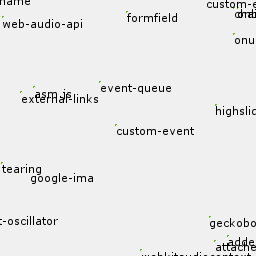 name
custom-e
web-audio-api
formfield
onu
event-queue
asm.js
external-links
highslid
custom-event
tearing
google-ima
t-oscillator
geckobo
adde
attache
webkitaudiocontext